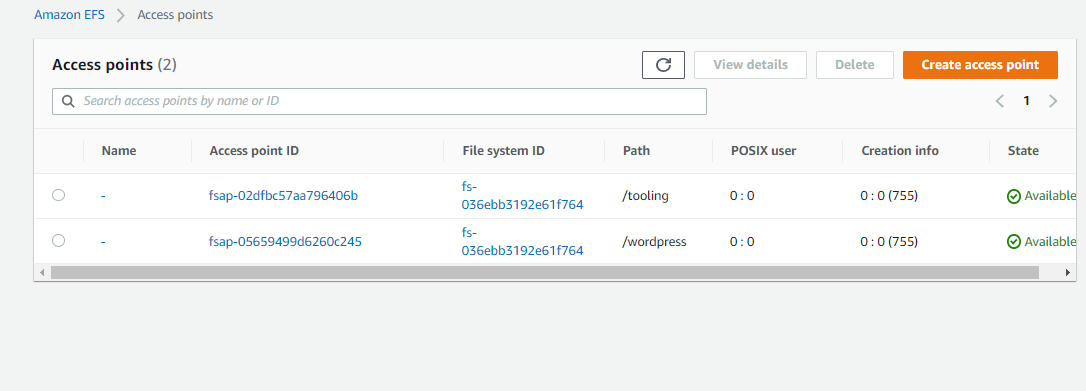 Amazon EFS > Access points
Access points (2)
View details
Delete
Create access point
Search access points by name or ID
1
Name Access point ID File system ID Path POSIX user Creation info State
- fsap-02dfbc57aa796406b fs-
036ebb3192e61f764 /tooling 0 : 0 0 : 0 (755) Available
- fsap-05659499d6260c245 fs-
036ebb3192e61f764 /wordpress 0 : 0 0 : 0 (755) Available